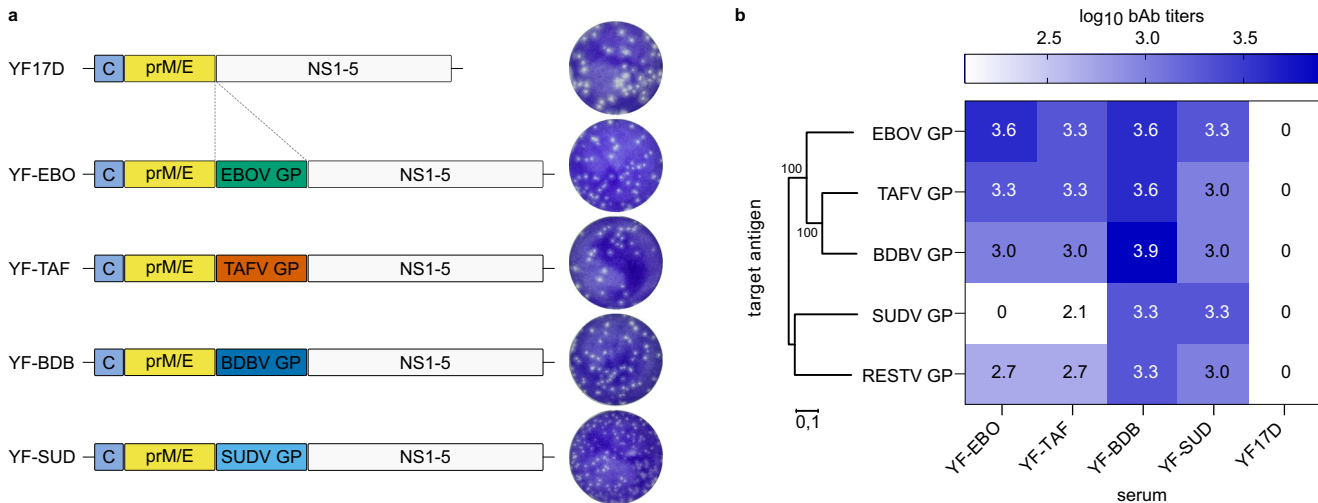 a
YF17D C prM/E NS1-5
YF-EBO C prM/E EBOV GP NS1-5
YF-TAF C prM/E TAFV GP NS1-5
YF-BDB C prM/E BDBV GP NS1-5
YF-SUD C prM/E SUDV GP NS1-5
b
log10 bAb titers
2.5 3.0 3.5
target antigen
100
100
EBOV GP 3.6 3.3 3.6 3.3 0
TAFV GP 3.3 3.3 3.6 3.0 0
BDBV GP 3.0 3.0 3.9 3.0 0
SUDV GP 0 2.1 3.3 3.3 0
RESTV GP 2.7 2.7 3.3 3.0 0
0,1
YF-EBO YF-TAF YF-BDB YF-SUD YF17D
serum